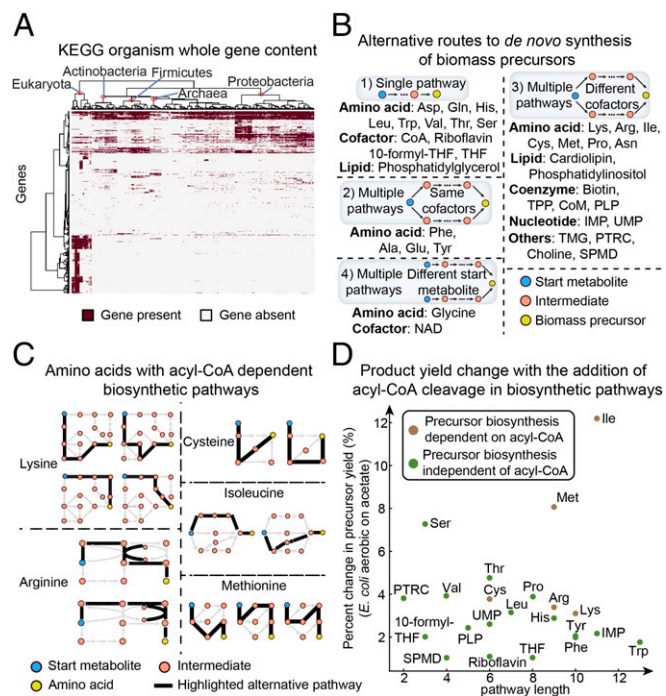 A
KEGG organism whole gene content
Actinobacteria
Firmicutes
Eukaryota
Archaea
Proteobacteria
Genes
Gene present
Gene absent
B
Alternative routes to de novo synthesis
of biomass precursors
1) Single pathway
Amino acid: Asp, Gln, His,
Leu, Trp, Val, Thr, Ser
Cofactor: CoA, Riboflavin
10-formyl-THF, THF
Lipid: Phosphatidylglycerol
2) Multiple
pathways
Same
cofactors
Amino acid: Phe,
Ala, Glu, Tyr
4) Multiple
pathways
Different start
metabolite
Amino acid: Glycine
Cofactor: NAD
3) Multiple
pathways
Different
cofactors
Amino acid: Lys, Arg, Ile,
Cys, Met, Pro, Asn
Lipid: Cardiolipin,
Phosphatidylinositol
Coenzyme: Biotin,
TPP, CoM, PLP
Nucleotide: IMP, UMP
Others: TMG, PTRC,
Choline, SPMD
Start metabolite
Intermediate
Biomass precursor
C
Amino acids with acyl-CoA dependent
biosynthetic pathways
Lysine
Arginine
Cysteine
Isoleucine
Methionine
Start metabolite
Intermediate
Amino acid
Highlighted alternative pathway
D
Product yield change with the addition of
acyl-CoA cleavage in biosynthetic pathways
Percent change in precursor yield (%)
(E. coli aerobic on acetate)
12
10
8
6
4
2
0
Precursor biosynthesis
dependent on acyl-CoA
Precursor biosynthesis
independent of acyl-CoA
Ile
Met
Ser
Thr
PTRC
Val
Cys
Pro
Leu
Arg
Lys
10-formyl-
THF
UMP
His
PLP
Tyr
IMP
Phe
Trp
SPMD
Riboflavin
THF
2
4
6
8
10
12
pathway length